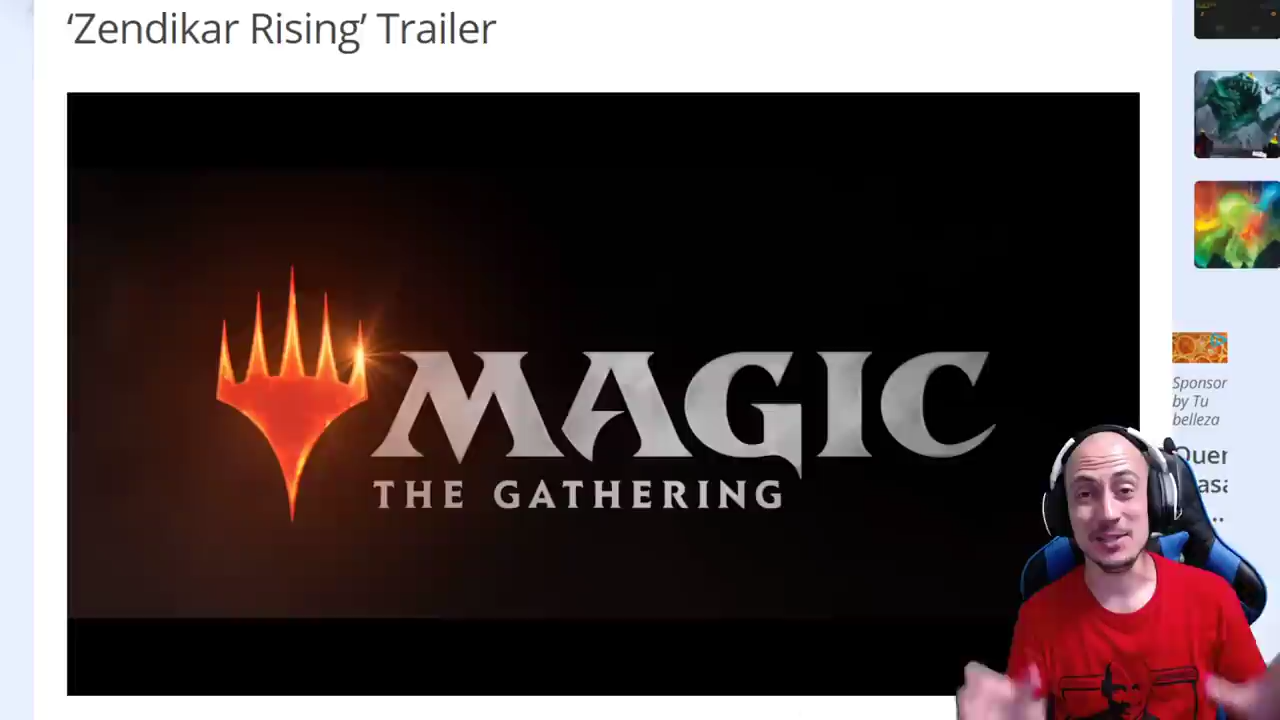 ‘Zendikar Rising’ Trailer
MAGIC
THE GATHERING
Sponsor
by Tu
belleza